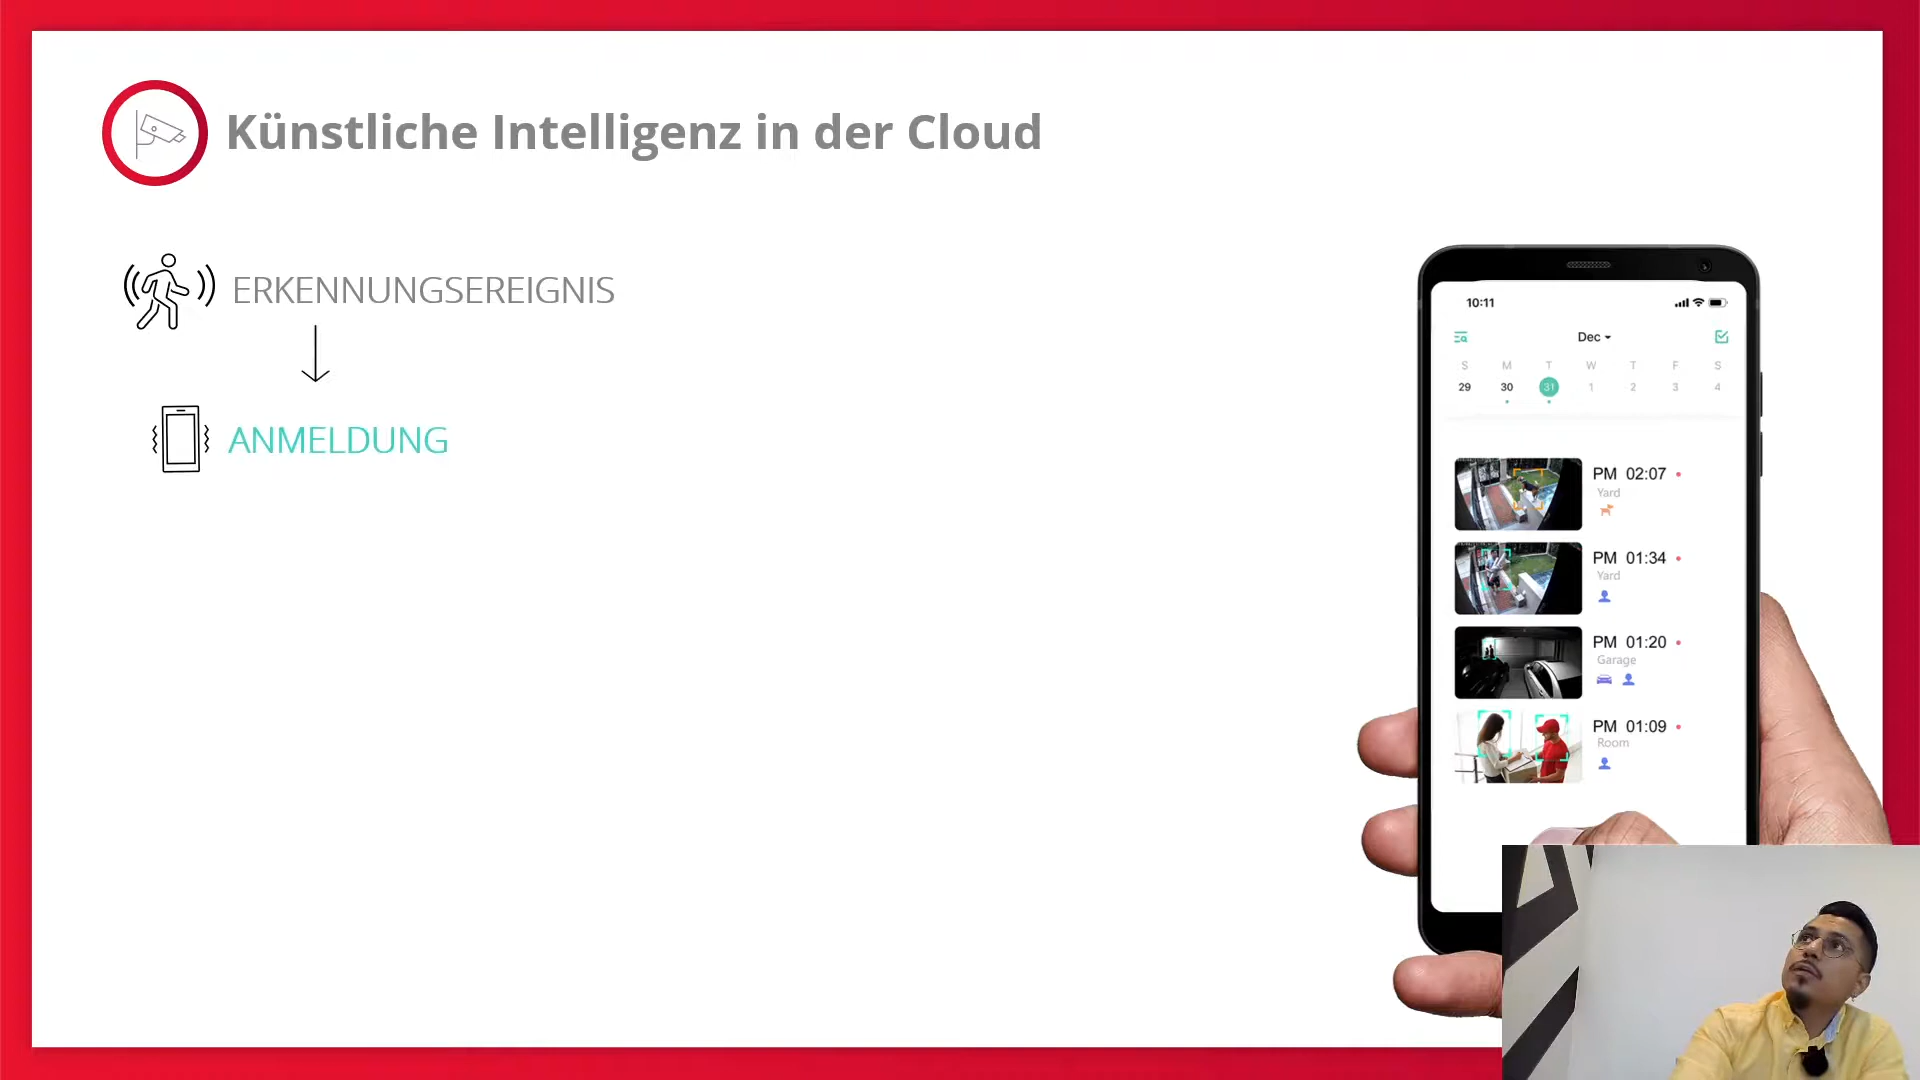 Künstliche Intelligenz in der Cloud
ERKENNUNGSEREIGNIS
ANMELDUNG
10:11
Dec
S M T W T F S
29 30 31 1 2 3 4
PM 02:07
Yard
PM 01:34
Yard
PM 01:20
Garage
PM 01:09
Room